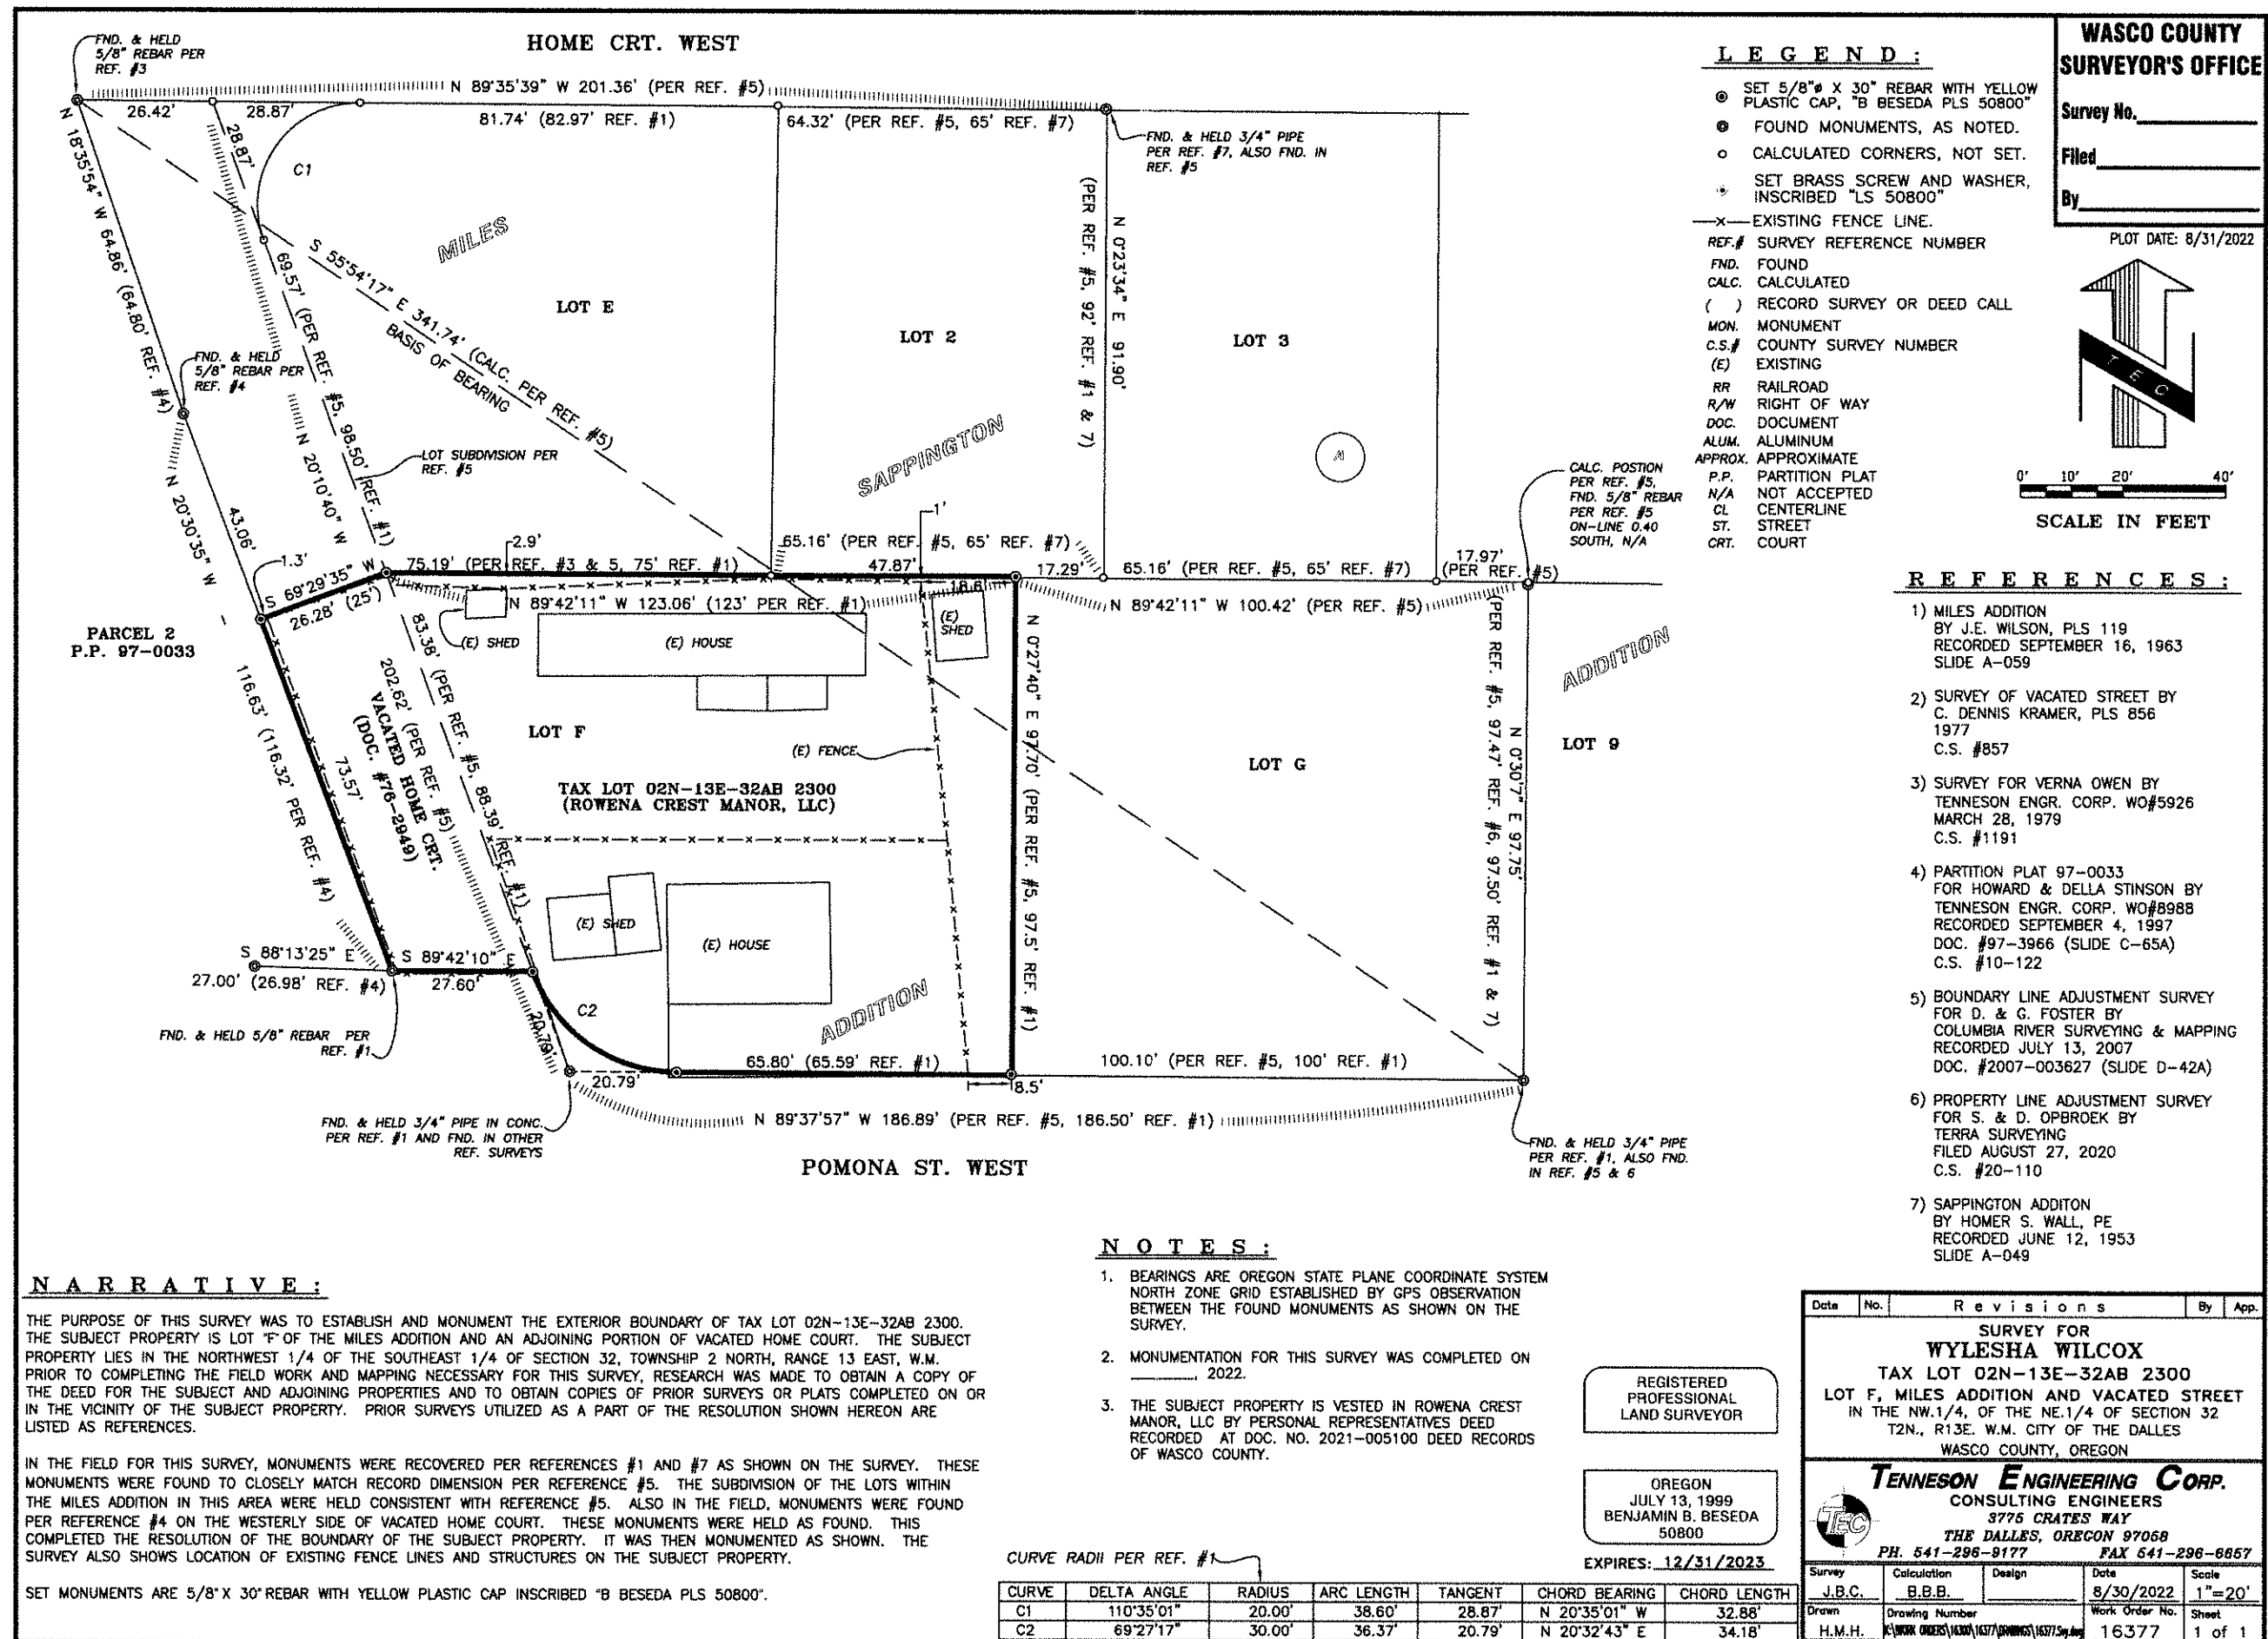 HOME CRT. WEST
FND. & HELD
5/8" REBAR PER
REF. #3
N 89°35'39" W 201.36' (PER REF. #5)
26.42'
28.87'
81.74' (82.97' REF. #1)
64.32' (PER REF. #5, 65' REF. #7)
FND. & HELD 3/4" PIPE
PER REF. #7, ALSO FND. IN
REF. #5
N 18°35'54" W 64.86' (64.80' REF. #4)
28.87'
C1
69.57' (PER REF. #5, 98.50' REF. #1)
S 55°54'17" E 341.74' (CALC. PER REF. #5)
BASIS OF BEARING
MILES
LOT E
LOT 2
LOT 3
(PER REF. #5, 92' REF. #1 & 7)
N 0°23'34" E 91.90'
FND. & HELD
5/8" REBAR PER
REF. #4
LOT SUBDIVISION PER
REF. #5
N 20°10'40" W
202.62' (PER REF. #5)
SAPPINGTON
A
CALC. POSTION
PER REF. #5,
FND. 5/8" REBAR
PER REF. #5
ON-LINE 0.40
SOUTH, N/A
N 20°30'35" W
116.63' (116.32' PER REF. #4)
43.06'
1.3'
S 69°29'35" W
26.28' (25')
75.19' (PER REF. #3 & 5, 75' REF. #1)
2.9'
65.16' (PER REF. #5, 65' REF. #7)
1'
47.87'
17.29'
65.16' (PER REF. #5, 65' REF. #7)
17.97'
(PER REF. #5)
18.6'
N 89°42'11" W 123.06' (123' PER REF. #1)
N 89°42'11" W 100.42' (PER REF. #5)
PARCEL 2
P.P. 97-0033
(E) SHED
(E) HOUSE
(E)
SHED
83.38' (PER REF. #5, 88.39' REF. #1)
VACATED HOME CRT.
(DOC. #76-2949)
73.57'
LOT F
(E) FENCE
TAX LOT 02N-13E-32AB 2300
(ROWENA CREST MANOR, LLC)
N 0°27'40" E 97.70' (PER REF. #5, 97.5' REF. #1)
LOT G
(PER REF. #5, 97.47' REF. #6, 97.50' REF. #1 & 7)
N 0°30'7" E 97.75'
ADDITION
LOT 9
(E) SHED
(E) HOUSE
S 88°13'25" E
27.00' (26.98' REF. #4)
S 89°42'10" E
27.60'
FND. & HELD 5/8" REBAR PER
REF. #1
C2
20.79'
20.79'
ADDITION
65.80' (65.59' REF. #1)
8.5'
100.10' (PER REF. #5, 100' REF. #1)
N 89°37'57" W 186.89' (PER REF. #5, 186.50' REF. #1)
FND. & HELD 3/4" PIPE IN CONC.
PER REF. #1 AND FND. IN OTHER
REF. SURVEYS
FND. & HELD 3/4" PIPE
PER REF. #1, ALSO FND.
IN REF. #5 & 6
POMONA ST. WEST
LEGEND:
SET 5/8"ø X 30" REBAR WITH YELLOW
PLASTIC CAP, "B BESEDA PLS 50800"
FOUND MONUMENTS, AS NOTED.
CALCULATED CORNERS, NOT SET.
SET BRASS SCREW AND WASHER,
INSCRIBED "LS 50800"
—x— EXISTING FENCE LINE.
REF.# SURVEY REFERENCE NUMBER
FND. FOUND
CALC. CALCULATED
( ) RECORD SURVEY OR DEED CALL
MON. MONUMENT
C.S.# COUNTY SURVEY NUMBER
(E) EXISTING
RR RAILROAD
R/W RIGHT OF WAY
DOC. DOCUMENT
ALUM. ALUMINUM
APPROX. APPROXIMATE
P.P. PARTITION PLAT
N/A NOT ACCEPTED
CL CENTERLINE
ST. STREET
CRT. COURT
WASCO COUNTY
SURVEYOR'S OFFICE
Survey No.
Filed
By
PLOT DATE: 8/31/2022
T E C
0' 10' 20' 40'
SCALE IN FEET
REFERENCES:
1) MILES ADDITION
BY J.E. WILSON, PLS 119
RECORDED SEPTEMBER 16, 1963
SLIDE A-059
2) SURVEY OF VACATED STREET BY
C. DENNIS KRAMER, PLS 856
1977
C.S. #857
3) SURVEY FOR VERNA OWEN BY
TENNESON ENGR. CORP. WO#5926
MARCH 28, 1979
C.S. #1191
4) PARTITION PLAT 97-0033
FOR HOWARD & DELLA STINSON BY
TENNESON ENGR. CORP. WO#8988
RECORDED SEPTEMBER 4, 1997
DOC. #97-3966 (SLIDE C-65A)
C.S. #10-122
5) BOUNDARY LINE ADJUSTMENT SURVEY
FOR D. & G. FOSTER BY
COLUMBIA RIVER SURVEYING & MAPPING
RECORDED JULY 13, 2007
DOC. #2007-003627 (SLIDE D-42A)
6) PROPERTY LINE ADJUSTMENT SURVEY
FOR S. & D. OPBROEK BY
TERRA SURVEYING
FILED AUGUST 27, 2020
C.S. #20-110
7) SAPPINGTON ADDITON
BY HOMER S. WALL, PE
RECORDED JUNE 12, 1953
SLIDE A-049
NARRATIVE:
THE PURPOSE OF THIS SURVEY WAS TO ESTABLISH AND MONUMENT THE EXTERIOR BOUNDARY OF TAX LOT 02N-13E-32AB 2300.
THE SUBJECT PROPERTY IS LOT "F" OF THE MILES ADDITION AND AN ADJOINING PORTION OF VACATED HOME COURT. THE SUBJECT
PROPERTY LIES IN THE NORTHWEST 1/4 OF THE SOUTHEAST 1/4 OF SECTION 32, TOWNSHIP 2 NORTH, RANGE 13 EAST, W.M.
PRIOR TO COMPLETING THE FIELD WORK AND MAPPING NECESSARY FOR THIS SURVEY, RESEARCH WAS MADE TO OBTAIN A COPY OF
THE DEED FOR THE SUBJECT AND ADJOINING PROPERTIES AND TO OBTAIN COPIES OF PRIOR SURVEYS OR PLATS COMPLETED ON OR
IN THE VICINITY OF THE SUBJECT PROPERTY. PRIOR SURVEYS UTILIZED AS A PART OF THE RESOLUTION SHOWN HEREON ARE
LISTED AS REFERENCES.
IN THE FIELD FOR THIS SURVEY, MONUMENTS WERE RECOVERED PER REFERENCES #1 AND #7 AS SHOWN ON THE SURVEY. THESE
MONUMENTS WERE FOUND TO CLOSELY MATCH RECORD DIMENSION PER REFERENCE #5. THE SUBDIVISION OF THE LOTS WITHIN
THE MILES ADDITION IN THIS AREA WERE HELD CONSISTENT WITH REFERENCE #5. ALSO IN THE FIELD, MONUMENTS WERE FOUND
PER REFERENCE #4 ON THE WESTERLY SIDE OF VACATED HOME COURT. THESE MONUMENTS WERE HELD AS FOUND. THIS
COMPLETED THE RESOLUTION OF THE BOUNDARY OF THE SUBJECT PROPERTY. IT WAS THEN MONUMENTED AS SHOWN. THE
SURVEY ALSO SHOWS LOCATION OF EXISTING FENCE LINES AND STRUCTURES ON THE SUBJECT PROPERTY.
SET MONUMENTS ARE 5/8" X 30" REBAR WITH YELLOW PLASTIC CAP INSCRIBED "B BESEDA PLS 50800".
NOTES:
1. BEARINGS ARE OREGON STATE PLANE COORDINATE SYSTEM
NORTH ZONE GRID ESTABLISHED BY GPS OBSERVATION
BETWEEN THE FOUND MONUMENTS AS SHOWN ON THE
SURVEY.
2. MONUMENTATION FOR THIS SURVEY WAS COMPLETED ON
________, 2022.
3. THE SUBJECT PROPERTY IS VESTED IN ROWENA CREST
MANOR, LLC BY PERSONAL REPRESENTATIVES DEED
RECORDED AT DOC. NO. 2021-005100 DEED RECORDS
OF WASCO COUNTY.
REGISTERED
PROFESSIONAL
LAND SURVEYOR
OREGON
JULY 13, 1999
BENJAMIN B. BESEDA
50800
EXPIRES: 12/31/2023
CURVE RADII PER REF. #1
CURVE DELTA ANGLE RADIUS ARC LENGTH TANGENT CHORD BEARING CHORD LENGTH
C1 110°35'01" 20.00' 38.60' 28.87' N 20°35'01" W 32.88'
C2 69°27'17" 30.00' 36.37' 20.79' N 20°32'43" E 34.18'
Date No. Revisions By App.
SURVEY FOR
WYLESHA WILCOX
TAX LOT 02N-13E-32AB 2300
LOT F, MILES ADDITION AND VACATED STREET
IN THE NW.1/4, OF THE NE.1/4 OF SECTION 32
T2N., R13E. W.M. CITY OF THE DALLES
WASCO COUNTY, OREGON
TEC
TENNESON ENGINEERING CORP.
CONSULTING ENGINEERS
3775 CRATES WAY
THE DALLES, OREGON 97058
PH. 541-296-9177 FAX 541-296-6657
Survey Calculation Design Date Scale
J.B.C. B.B.B. 8/30/2022 1"=20'
Drawn Drawing Number Work Order No. Sheet
H.M.H. 16377 1 of 1